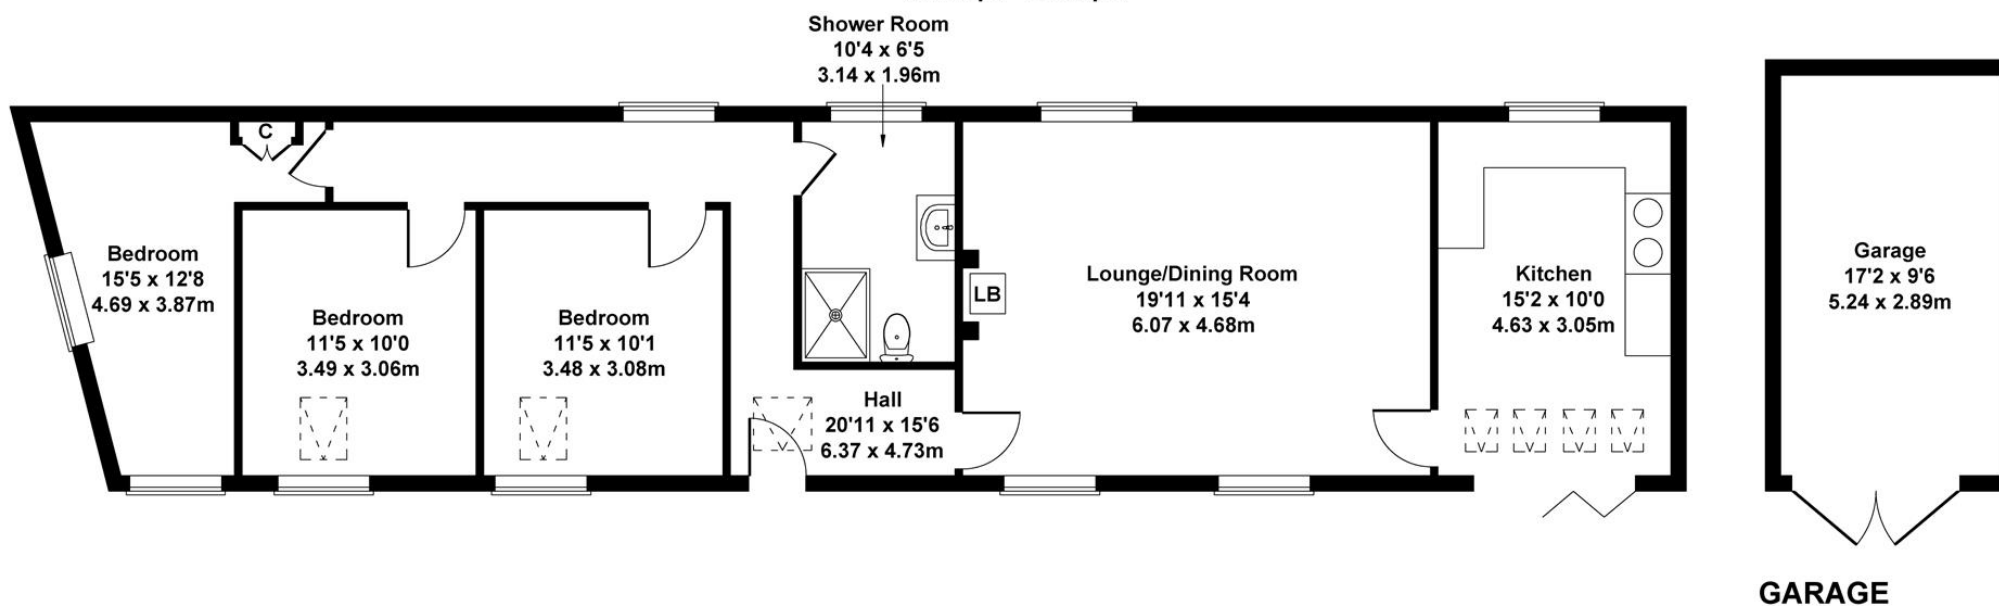 Shower Room
10'4 x 6'5
3.14 x 1.96m
C
Bedroom
15'5 x 12'8
4.69 x 3.87m
Bedroom
11'5 x 10'0
3.49 x 3.06m
Bedroom
11'5 x 10'1
3.48 x 3.08m
Hall
20'11 x 15'6
6.37 x 4.73m
LB
Lounge/Dining Room
19'11 x 15'4
6.07 x 4.68m
Kitchen
15'2 x 10'0
4.63 x 3.05m
Garage
17'2 x 9'6
5.24 x 2.89m
GARAGE